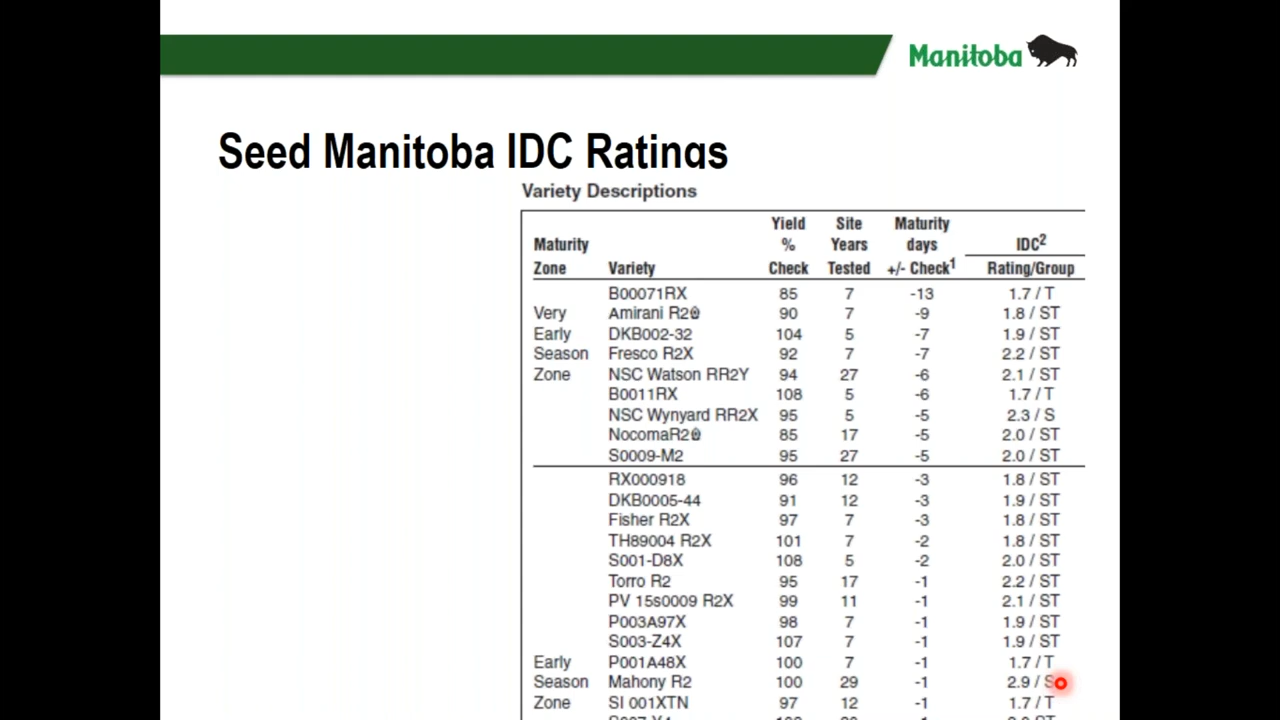 Manitoba
Seed Manitoba IDC Ratings
Variety Descriptions
Yield Site Maturity
Maturity % Years days IDC2
Zone Variety Check Tested +/- Check1 Rating/Group
B00071RX 85 7 -13 1.7 / T
Very Amirani R2 90 7 -9 1.8 / ST
Early DKB002-32 104 5 -7 1.9 / ST
Season Fresco R2X 92 7 -7 2.2 / ST
Zone NSC Watson RR2Y 94 27 -6 2.1 / ST
B0011RX 108 5 -6 1.7 / T
NSC Wynyard RR2X 95 5 -5 2.3 / S
NocomaR2 85 17 -5 2.0 / ST
S0009-M2 95 27 -5 2.0 / ST
RX000918 96 12 -3 1.8 / ST
DKB0005-44 91 12 -3 1.9 / ST
Fisher R2X 97 7 -3 1.8 / ST
TH89004 R2X 101 7 -2 1.8 / ST
S001-D8X 108 5 -2 2.0 / ST
Torro R2 95 17 -1 2.2 / ST
PV 15s0009 R2X 99 11 -1 2.1 / ST
P003A97X 98 7 -1 1.9 / ST
S003-Z4X 107 7 -1 1.9 / ST
Early P001A48X 100 7 -1 1.7 / T
Season Mahony R2 100 29 -1 2.9 / S
Zone SI 001XTN 97 12 -1 1.7 / T